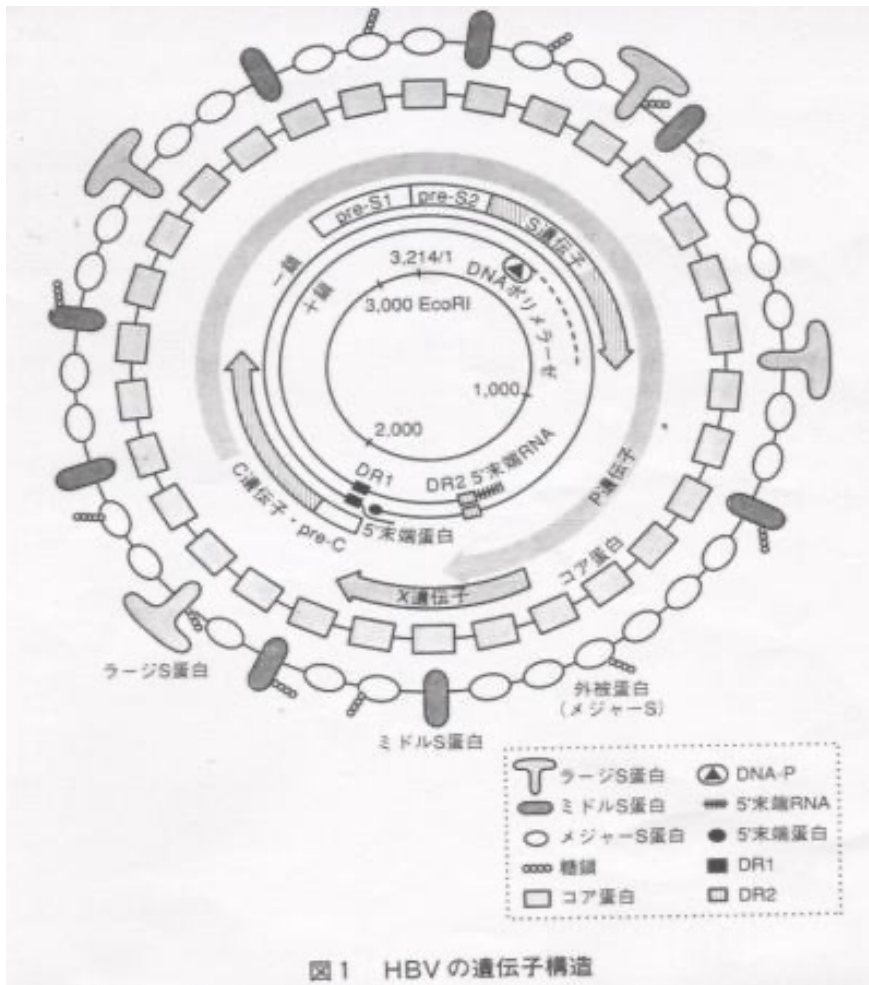 pre-S1
pre-S2
S遺伝子
3,214/1
DNAポリメラーゼ
一鎖
十鎖
3,000 EcoRI
1,000
2,000
DR1
DR2
5'末端RNA
5'末端蛋白
C遺伝子・pre-C
P遺伝子
コア蛋白
X遺伝子
ラージS蛋白
外被蛋白
(メジャーS)
ミドルS蛋白
ラージS蛋白
DNA-P
ミドルS蛋白
5'末端RNA
メジャーS蛋白
5'末端蛋白
糖鎖
DR1
コア蛋白
DR2
図1 HBVの遺伝子構造